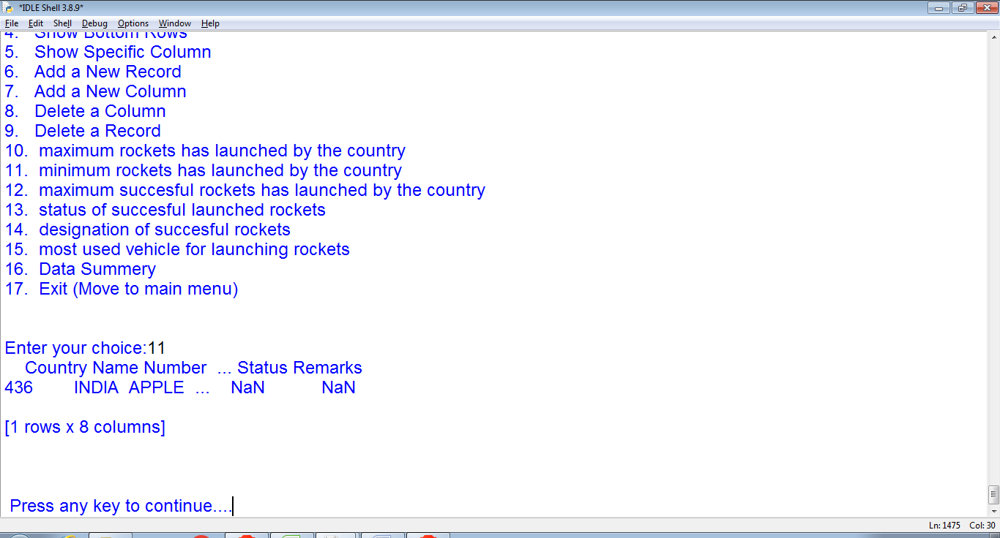 *IDLE Shell 3.8.9*
File Edit Shell Debug Options Window Help
4. Show Bottom Rows
5. Show Specific Column
6. Add a New Record
7. Add a New Column
8. Delete a Column
9. Delete a Record
10. maximum rockets has launched by the country
11. minimum rockets has launched by the country
12. maximum succesful rockets has launched by the country
13. status of succesful launched rockets
14. designation of succesful rockets
15. most used vehicle for launching rockets
16. Data Summery
17. Exit (Move to main menu)
Enter your choice:11
Country Name Number ... Status Remarks
436 INDIA APPLE ... NaN NaN
[1 rows x 8 columns]
Press any key to continue....
Ln: 1475 Col: 30